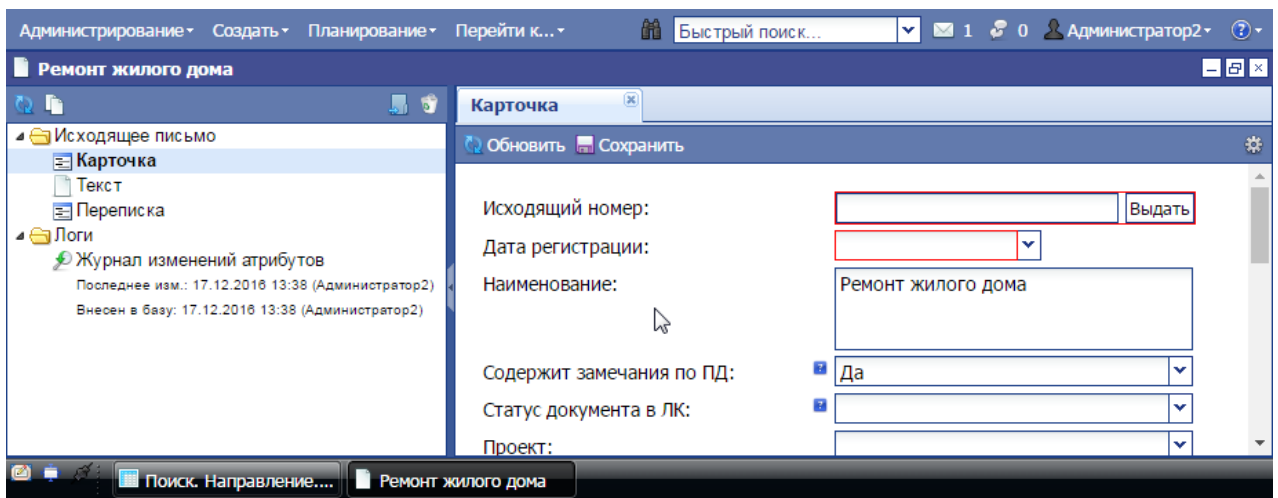 Администрирование Создать Планирование Перейти к... Быстрый поиск... 1 0 Администратор2 ?
Ремонт жилого дома
Карточка
Исходящее письмо
Обновить Сохранить
Карточка
Текст
Переписка
Исходящий номер: Выдать
Логи
Дата регистрации:
Журнал изменений атрибутов
Последнее изм.: 17.12.2016 13:38 (Администратор2)
Наименование: Ремонт жилого дома
Внесен в базу: 17.12.2016 13:38 (Администратор2)
Содержит замечания по ПД: ? Да
Статус документа в ЛК: ?
Проект:
Поиск. Направление.... Ремонт жилого дома